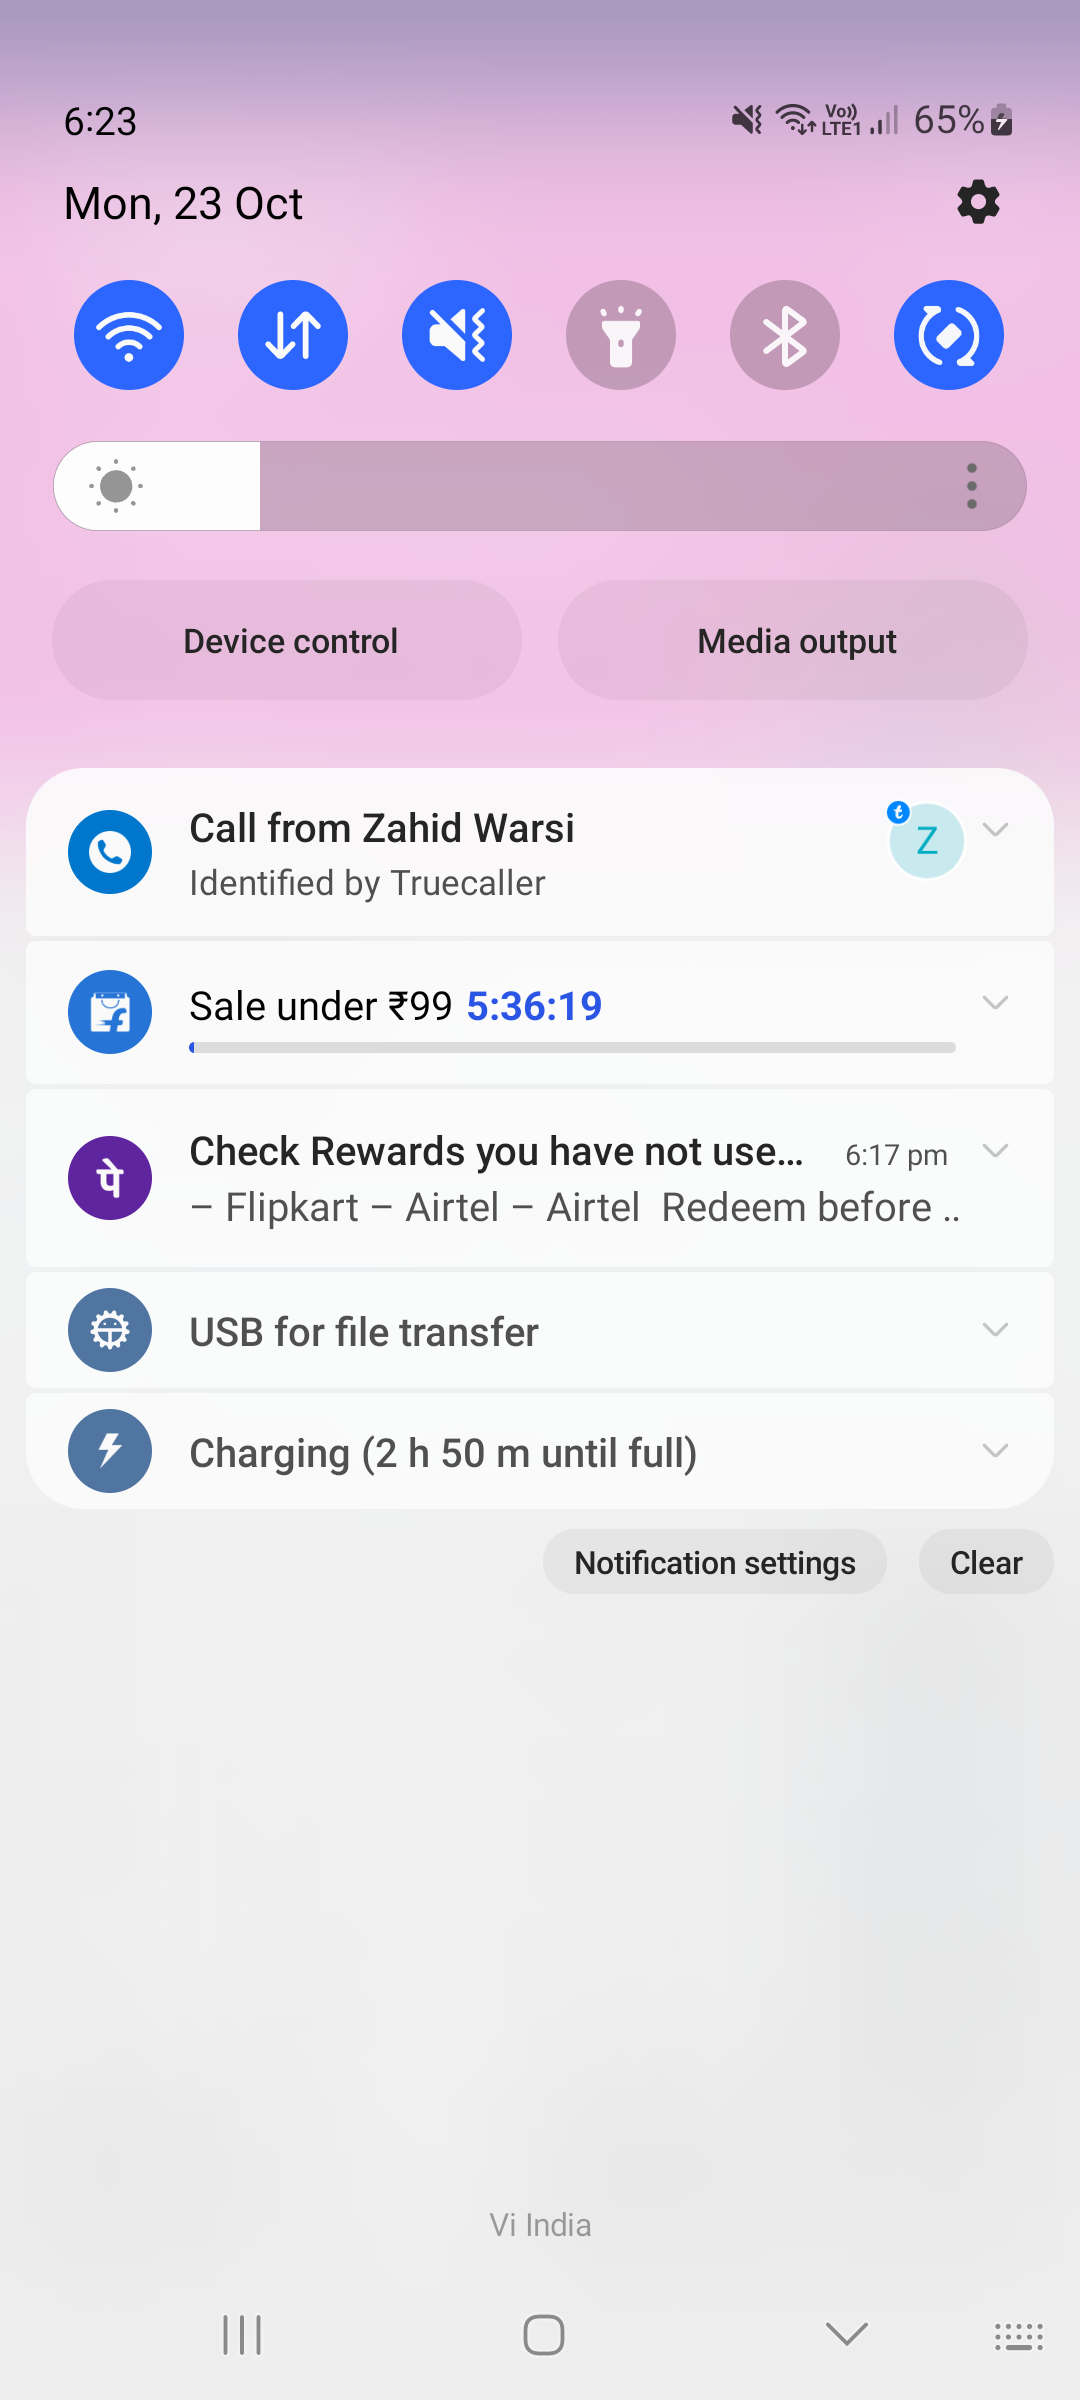 6:23
Vo)) LTE1 65%
Mon, 23 Oct
Device control
Media output
Call from Zahid Warsi
Z
Identified by Truecaller
Sale under ₹99 5:36:19
पे
Check Rewards you have not use... 6:17 pm
– Flipkart – Airtel – Airtel Redeem before ..
USB for file transfer
Charging (2 h 50 m until full)
Notification settings
Clear
Vi India